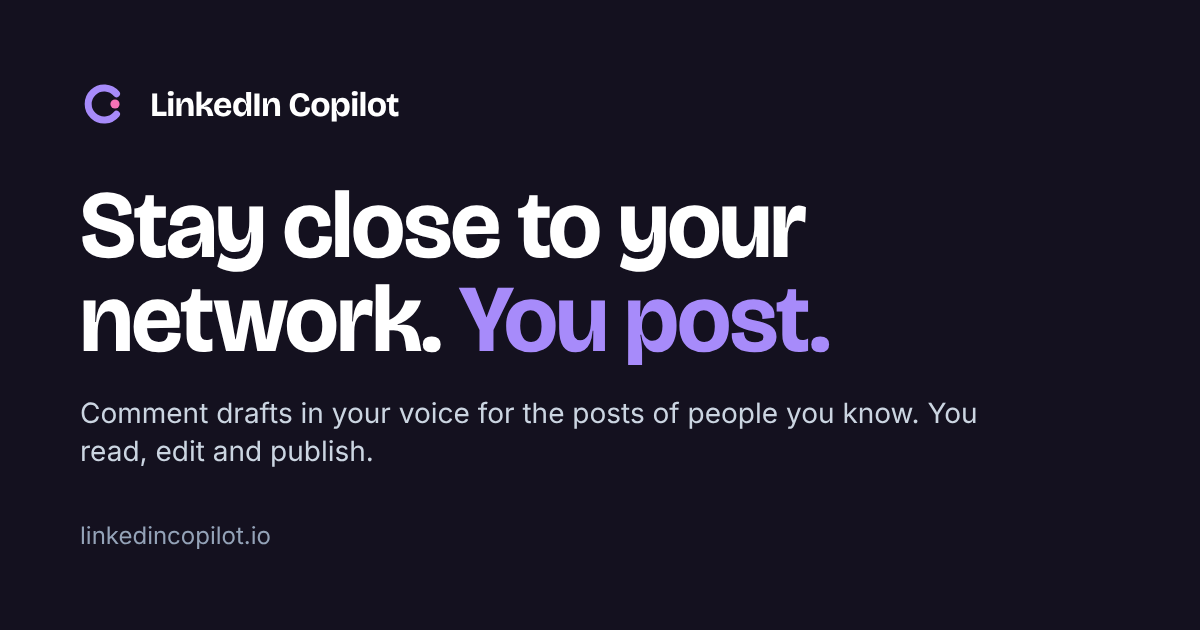 LinkedIn Copilot
Stay close to your
network. You post.
Comment drafts in your voice for the posts of people you know. You
read, edit and publish.
linkedincopilot.io